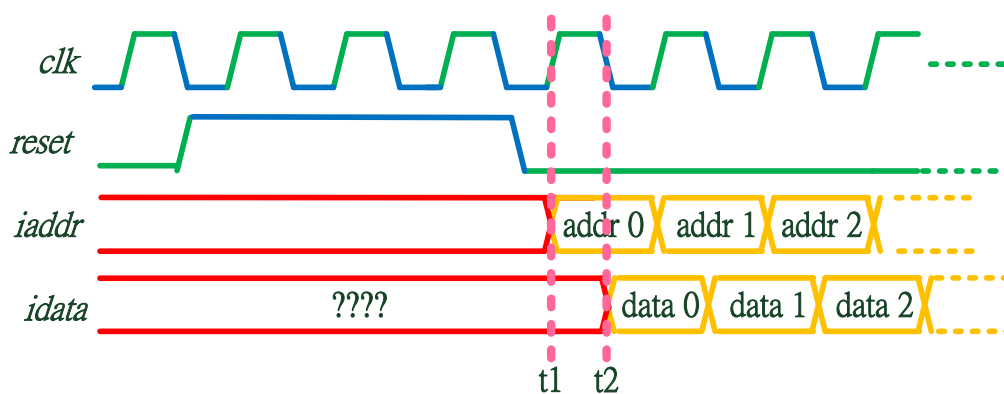 clk
reset
iaddr
addr 0 addr 1 addr 2
idata
???? data 0 data 1 data 2
t1 t2